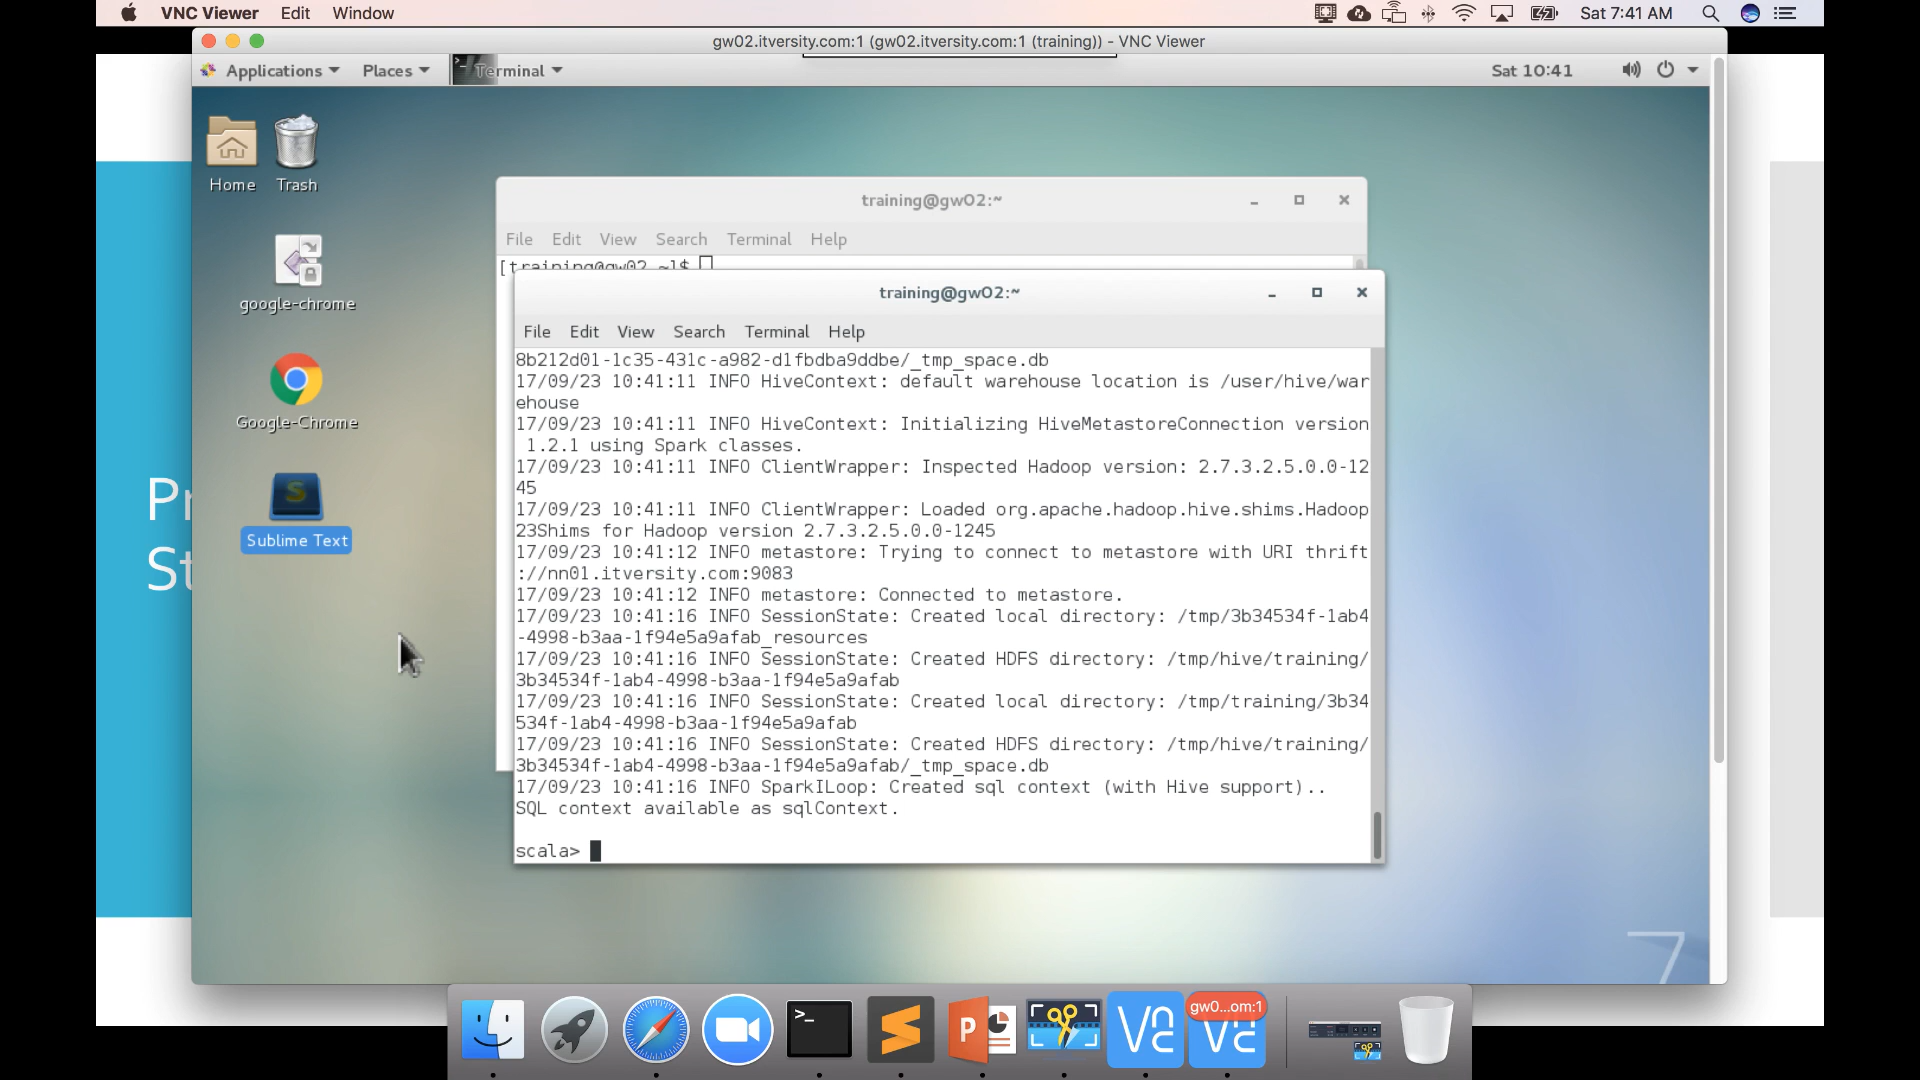 VNC Viewer Edit Window Sat 7:41 AM
gw02.itversity.com:1 (gw02.itversity.com:1 (training)) - VNC Viewer
Applications Places Terminal Sat 10:41
Home Trash
google-chrome
Google-Chrome
Sublime Text
Pr
St
training@gw02:~
File Edit View Search Terminal Help
[training@gw02 ~]$
training@gw02:~
File Edit View Search Terminal Help
8b212d01-1c35-431c-a982-d1fbdba9ddbe/_tmp_space.db
17/09/23 10:41:11 INFO HiveContext: default warehouse location is /user/hive/war
ehouse
17/09/23 10:41:11 INFO HiveContext: Initializing HiveMetastoreConnection version
1.2.1 using Spark classes.
17/09/23 10:41:11 INFO ClientWrapper: Inspected Hadoop version: 2.7.3.2.5.0.0-12
45
17/09/23 10:41:11 INFO ClientWrapper: Loaded org.apache.hadoop.hive.shims.Hadoop
23Shims for Hadoop version 2.7.3.2.5.0.0-1245
17/09/23 10:41:12 INFO metastore: Trying to connect to metastore with URI thrift
://nn01.itversity.com:9083
17/09/23 10:41:12 INFO metastore: Connected to metastore.
17/09/23 10:41:16 INFO SessionState: Created local directory: /tmp/3b34534f-1ab4
-4998-b3aa-1f94e5a9afab_resources
17/09/23 10:41:16 INFO SessionState: Created HDFS directory: /tmp/hive/training/
3b34534f-1ab4-4998-b3aa-1f94e5a9afab
17/09/23 10:41:16 INFO SessionState: Created local directory: /tmp/training/3b34
534f-1ab4-4998-b3aa-1f94e5a9afab
17/09/23 10:41:16 INFO SessionState: Created HDFS directory: /tmp/hive/training/
3b34534f-1ab4-4998-b3aa-1f94e5a9afab/_tmp_space.db
17/09/23 10:41:16 INFO SparkILoop: Created sql context (with Hive support)..
SQL context available as sqlContext.
scala>
7
gw0...om:1